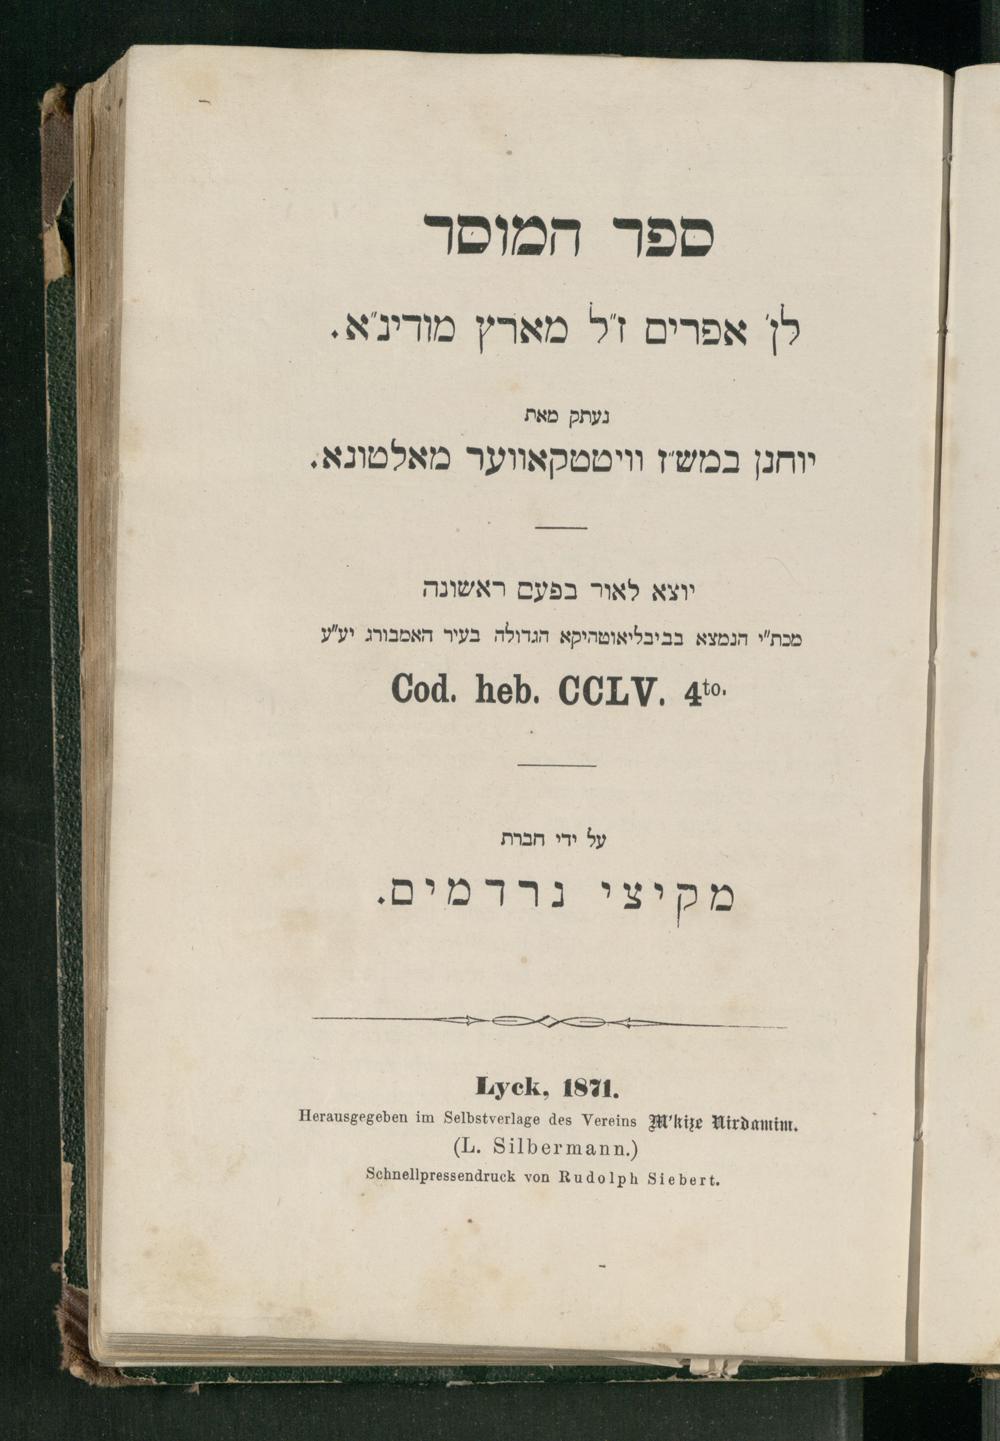 ספר המוסר
לן׳ אפרים ז״ל מארץ מודינ״א.
נעתק מאת
יוחנן במש״ז וויטטקאווער מאלטונא.
יוצא לאור בפעם ראשונה
מכת״י הנמצא בביבליאוטהיקא הגדולה בעיר האמבורג יע״ע
Cod. heb. CCLV. 4to.
על ידי חברת
מקיצי נרדמים.
Lyck, 1871.
Herausgegeben im Selbstverlage des Vereins M'kize Nirdamim.
(L. Silbermann.)
Schnellpressendruck von Rudolph Siebert.